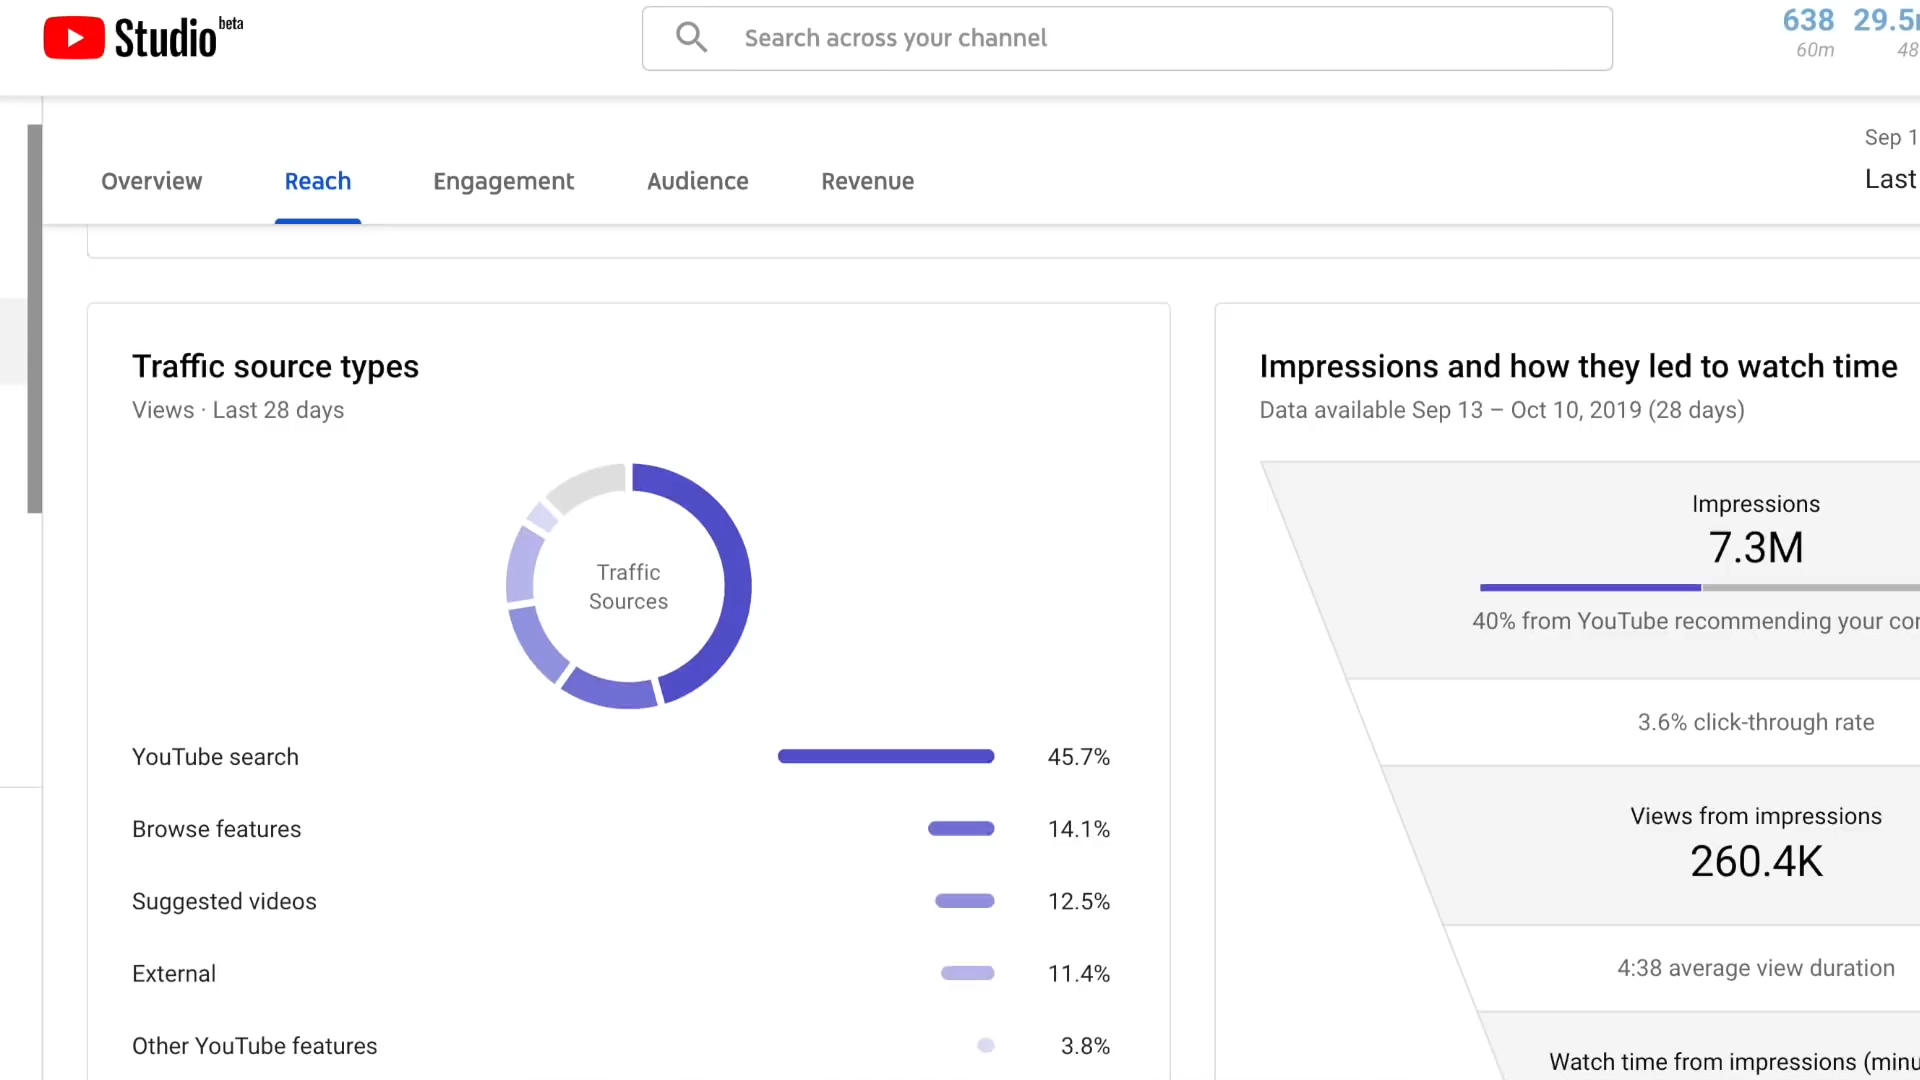 Studio beta
Search across your channel
638
60m
48
Sep 1
Last
Overview
Reach
Engagement
Audience
Revenue
Traffic source types
Views · Last 28 days
Traffic
Sources
YouTube search
45.7%
Browse features
14.1%
Suggested videos
12.5%
External
11.4%
Other YouTube features
3.8%
Impressions and how they led to watch time
Data available Sep 13 – Oct 10, 2019 (28 days)
Impressions
7.3M
40% from YouTube recommending your
3.6% click-through rate
Views from impressions
260.4K
4:38 average view duration
Watch time from impressions